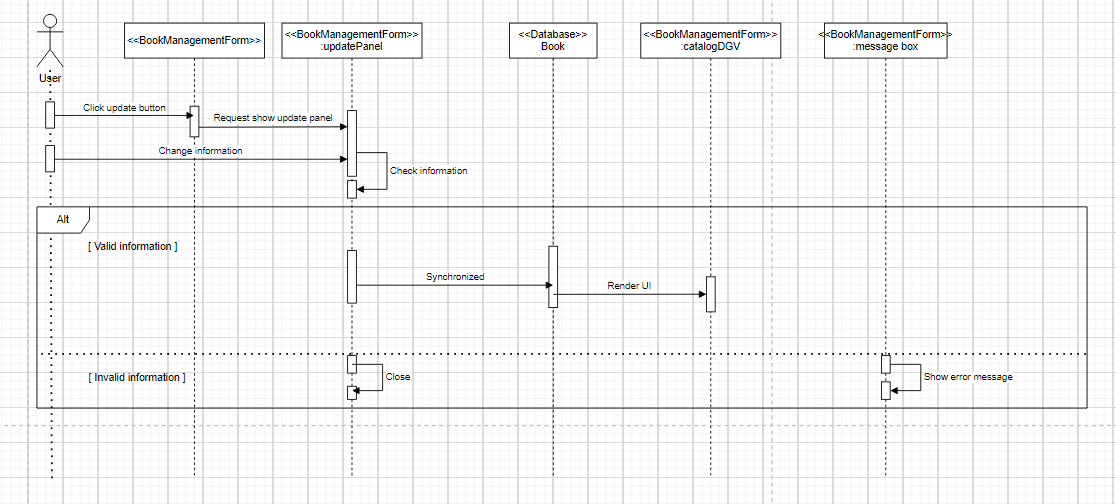 <<BookManagementForm>>
<<BookManagementForm>>
:updatePanel
<<Database>>
Book
<<BookManagementForm>>
:catalogDGV
<<BookManagementForm>>
:message box
User
Click update button
Request show update panel
Change information
Check information
Alt
[ Valid information ]
Synchronized
Render UI
[ Invalid information ]
Close
Show error message